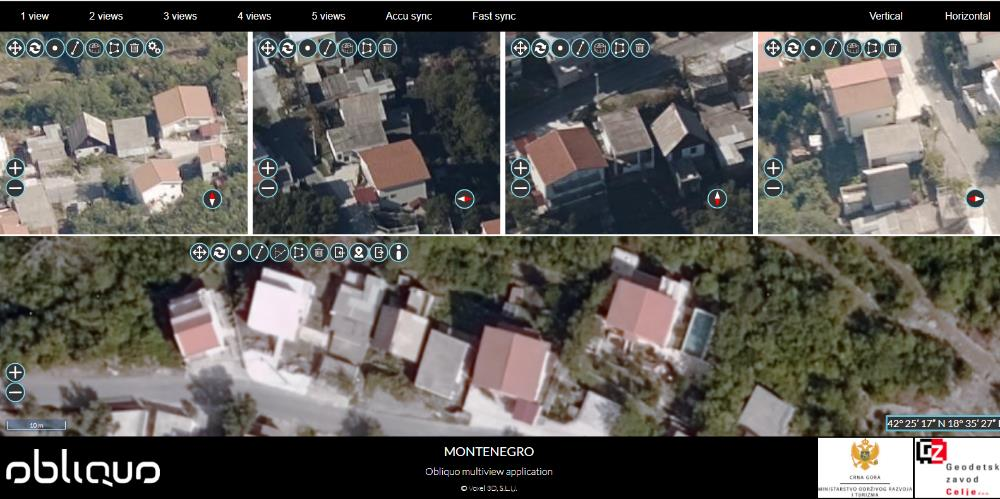 1 view 2 views 3 views 4 views 5 views Accu sync Fast sync Vertical Horizontal
10 m
42° 25′ 17″ N 18° 35′ 27″ E
obliquo
MONTENEGRO
Obliquo multiview application
© Voxel 3D, S.L.U.
CRNA GORA
MINISTARSTVO ODRŽIVOG RAZVOJA
I TURIZMA
GZ
Geodetsk
zavod
Celje d.o.o.